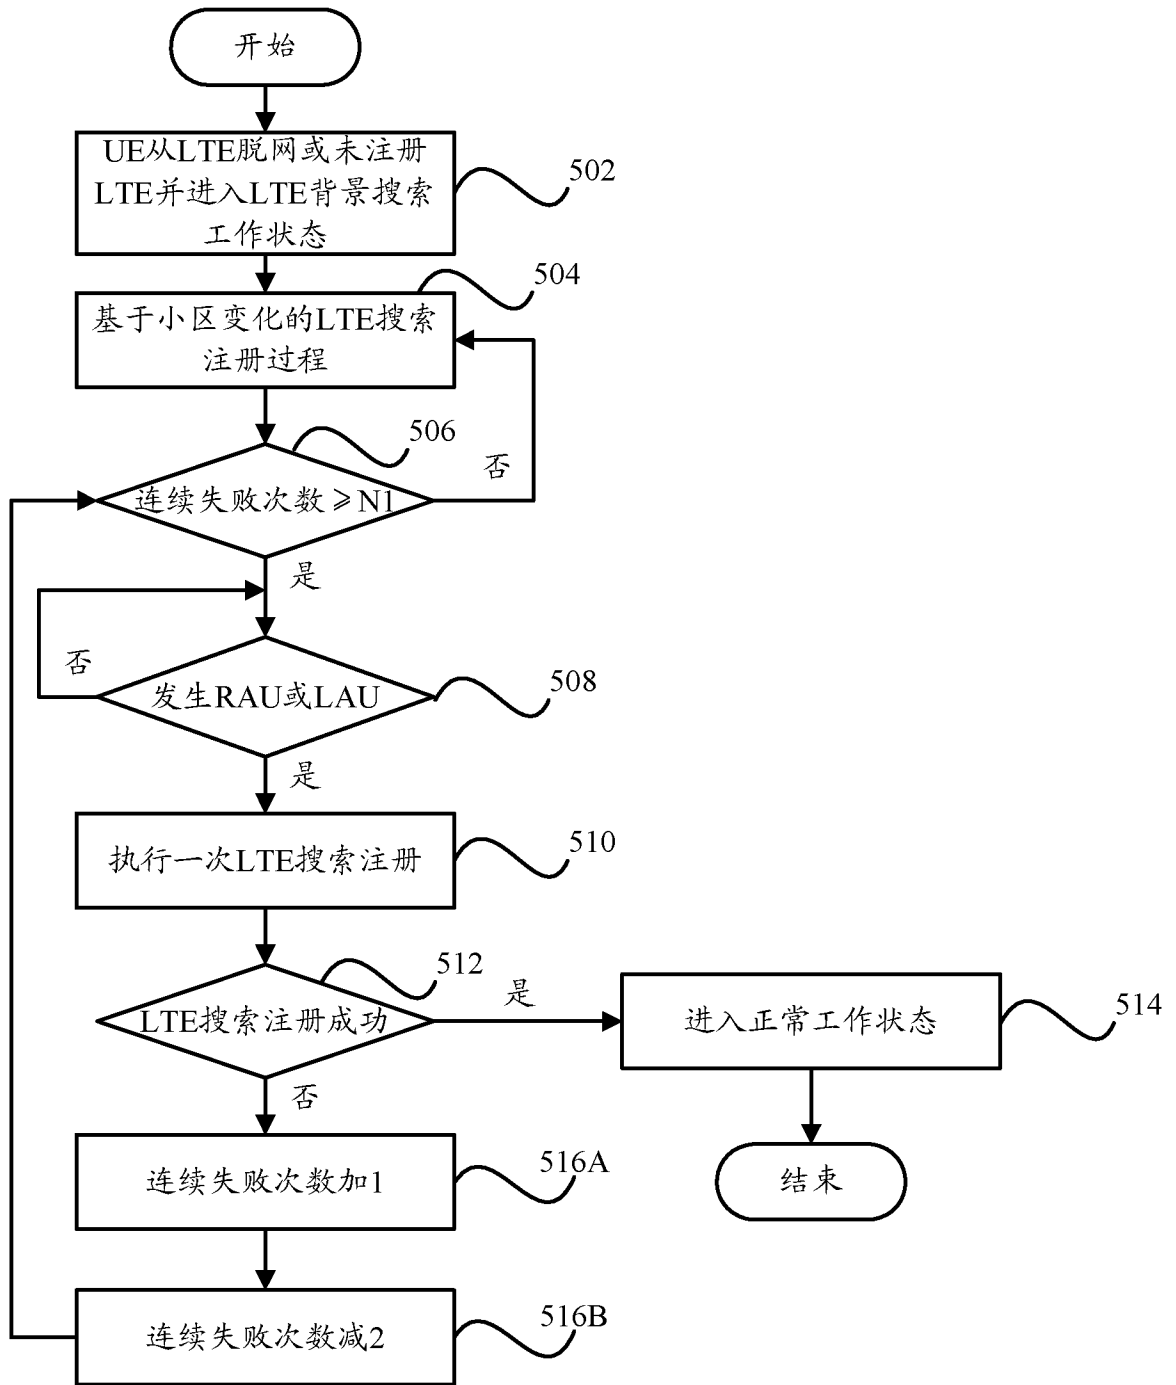 开始
UE从LTE脱网或未注册
LTE并进入LTE背景搜索
工作状态
502
504
基于小区变化的LTE搜索
注册过程
506
否
连续失败次数≥N1
是
否
发生RAU或LAU
508
是
执行一次LTE搜索注册
510
512
是
LTE搜索注册成功
进入正常工作状态
514
否
连续失败次数加1
516A
结束
连续失败次数减2
516B